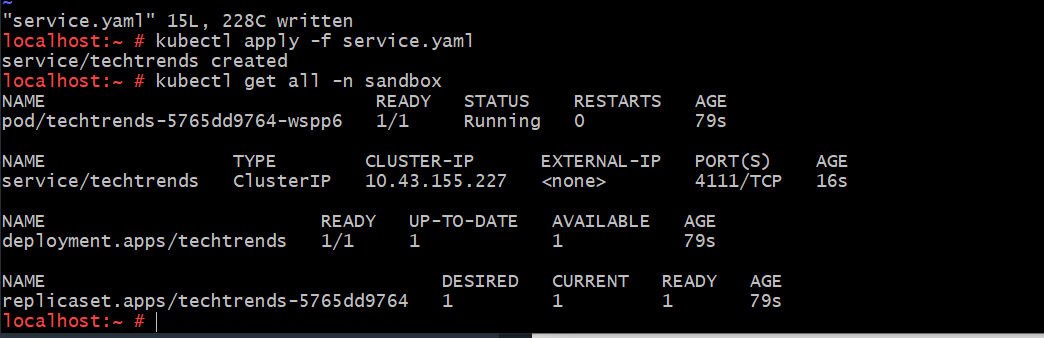 ~
"service.yaml" 15L, 228C written
localhost:~ # kubectl apply -f service.yaml
service/techtrends created
localhost:~ # kubectl get all -n sandbox
NAME READY STATUS RESTARTS AGE
pod/techtrends-5765dd9764-wspp6 1/1 Running 0 79s
NAME TYPE CLUSTER-IP EXTERNAL-IP PORT(S) AGE
service/techtrends ClusterIP 10.43.155.227 <none> 4111/TCP 16s
NAME READY UP-TO-DATE AVAILABLE AGE
deployment.apps/techtrends 1/1 1 1 79s
NAME DESIRED CURRENT READY AGE
replicaset.apps/techtrends-5765dd9764 1 1 1 79s
localhost:~ #